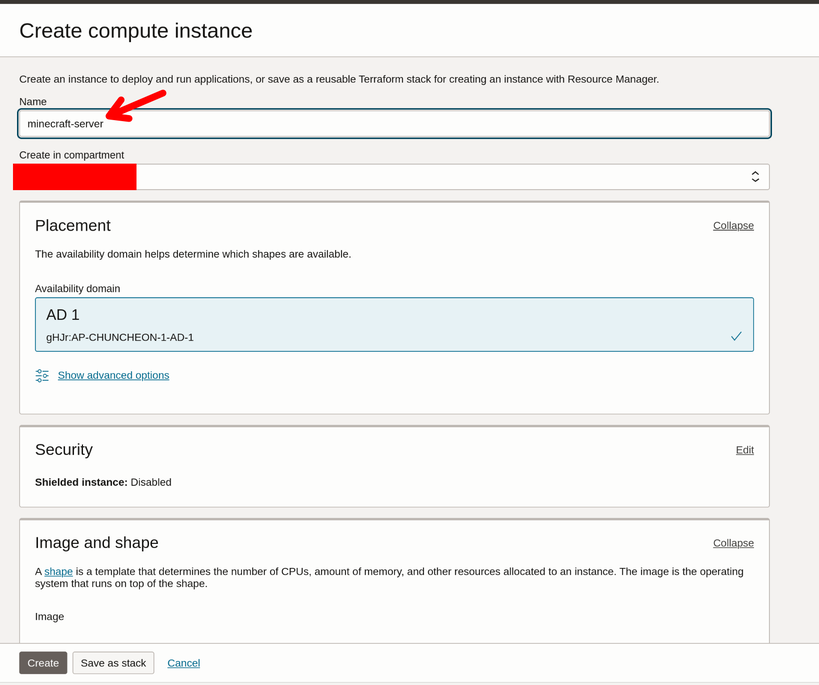 Create compute instance
Create an instance to deploy and run applications, or save as a reusable Terraform stack for creating an instance with Resource Manager.
Name
minecraft-server
Create in compartment
Placement
Collapse
The availability domain helps determine which shapes are available.
Availability domain
AD 1
gHJr:AP-CHUNCHEON-1-AD-1
Show advanced options
Security
Edit
Shielded instance: Disabled
Image and shape
Collapse
A shape is a template that determines the number of CPUs, amount of memory, and other resources allocated to an instance. The image is the operating
system that runs on top of the shape.
Image
Create
Save as stack
Cancel